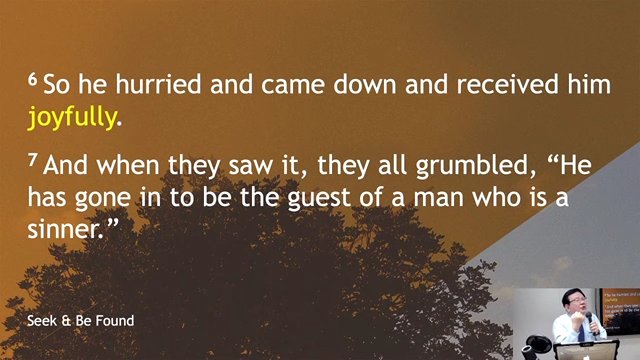 6 So he hurried and came down and received him
joyfully.
7 And when they saw it, they all grumbled, “He
has gone in to be the guest of a man who is a
sinner.”
Seek & Be Found